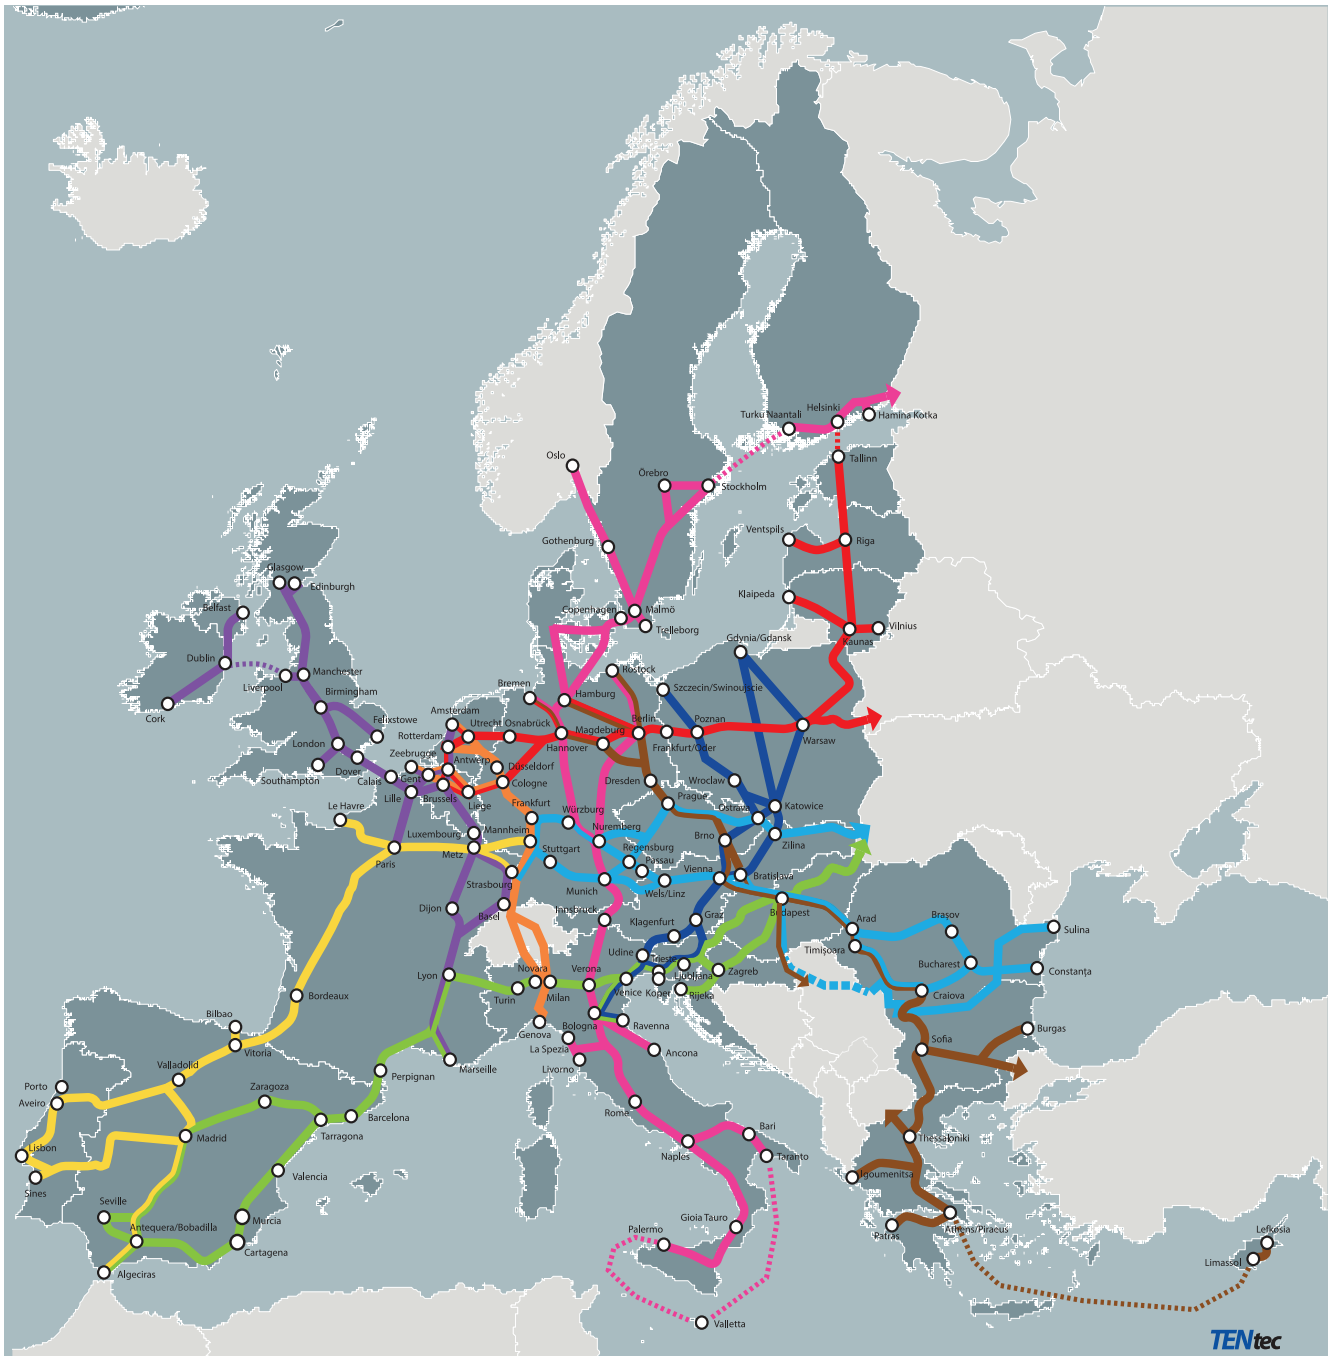 Helsinki
Turku Naantali
Hamina Kotka
Oslo
Tallinn
Örebro
Stockholm
Ventspils
Riga
Gothenburg
Glasgow
Edinburgh
Klaipeda
Belfast
Copenhagen
Malmö
Vilnius
Trelleborg
Kaunas
Gdynia/Gdansk
Dublin
Manchester
Rostock
Liverpool
Bremen
Szczecin/Swinoujscie
Birmingham
Hamburg
Cork
Amsterdam
Felixstowe
Utrecht
Osnabrück
Berlin
Poznan
Rotterdam
Magdeburg
Warsaw
London
Hannover
Frankfurt/Oder
Zeebrugge
Antwerp
Düsseldorf
Dover
Southampton
Calais
Gent
Cologne
Dresden
Wroclaw
Lille
Brussels
Liege
Prague
Le Havre
Frankfurt
Würzburg
Ostrava
Katowice
Luxembourg
Mannheim
Nuremberg
Brno
Zilina
Paris
Metz
Stuttgart
Regensburg
Passau
Strasbourg
Vienna
Bratislava
Munich
Wels/Linz
Budapest
Dijon
Basel
Innsbruck
Graz
Klagenfurt
Arad
Braşov
Sulina
Udine
Timişoara
Trieste
Bucharest
Lyon
Novara
Verona
Ljubljana
Zagreb
Constanţa
Turin
Milan
Venice
Koper
Rijeka
Craiova
Bordeaux
Bilbao
Genova
Bologna
Ravenna
Burgas
Vitoria
La Spezia
Ancona
Sofia
Valladolid
Marseille
Livorno
Perpignan
Porto
Zaragoza
Aveiro
Rome
Barcelona
Madrid
Tarragona
Bari
Thessaloniki
Lisbon
Naples
Taranto
Valencia
Igoumenitsa
Sines
Seville
Murcia
Gioia Tauro
Antequera/Bobadilla
Palermo
Athens/Piraeus
Lefkosia
Patras
Cartagena
Limassol
Algeciras
Valletta
TENtec